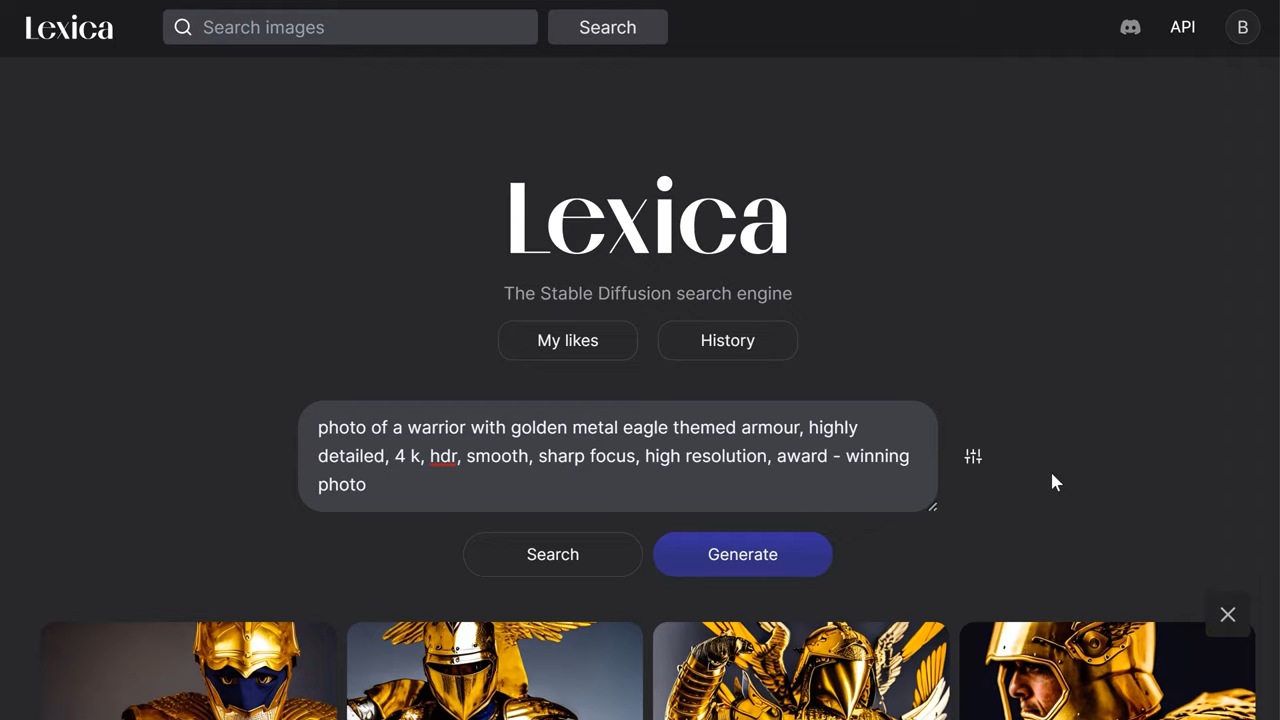 Lexica
Search images
Search
API
B
Lexica
The Stable Diffusion search engine
My likes
History
photo of a warrior with golden metal eagle themed armour, highly
detailed, 4 k, hdr, smooth, sharp focus, high resolution, award - winning
photo
Search
Generate